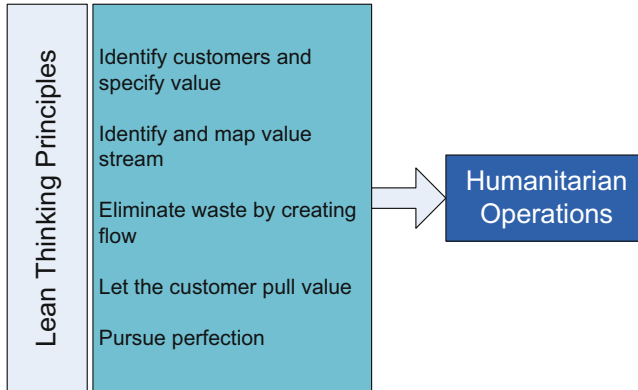 Lean Thinking Principles
Identify customers and
specify value
Identify and map value
stream
Eliminate waste by creating
flow
Let the customer pull value
Pursue perfection
Humanitarian
Operations